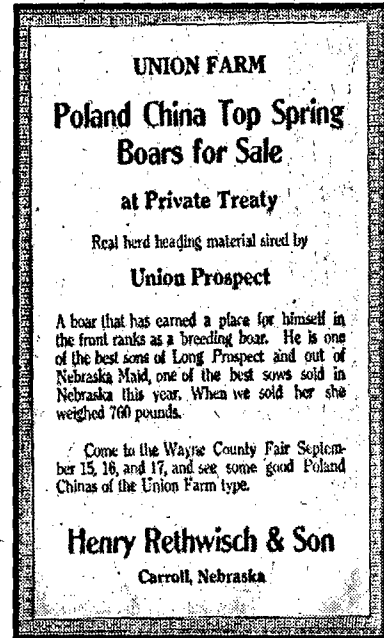 UNION FARM
Poland China Top Spring
Boars for Sale
at Private Treaty
Real herd heading material sired by
Union Prospect
A boar that has earned a place for himself in
the front ranks as a breeding boar. He is one
of the best sons of Long Prospect and out of
Nebraska Maid, one of the best sows sold in
Nebraska this year. When we sold her she
weighed 760 pounds.
Come to the Wayne County Fair Septem-
ber 15, 16, and 17, and see some good Poland
Chinas of the Union Farm type.
Henry Rethwisch & Son
Carroll, Nebraska